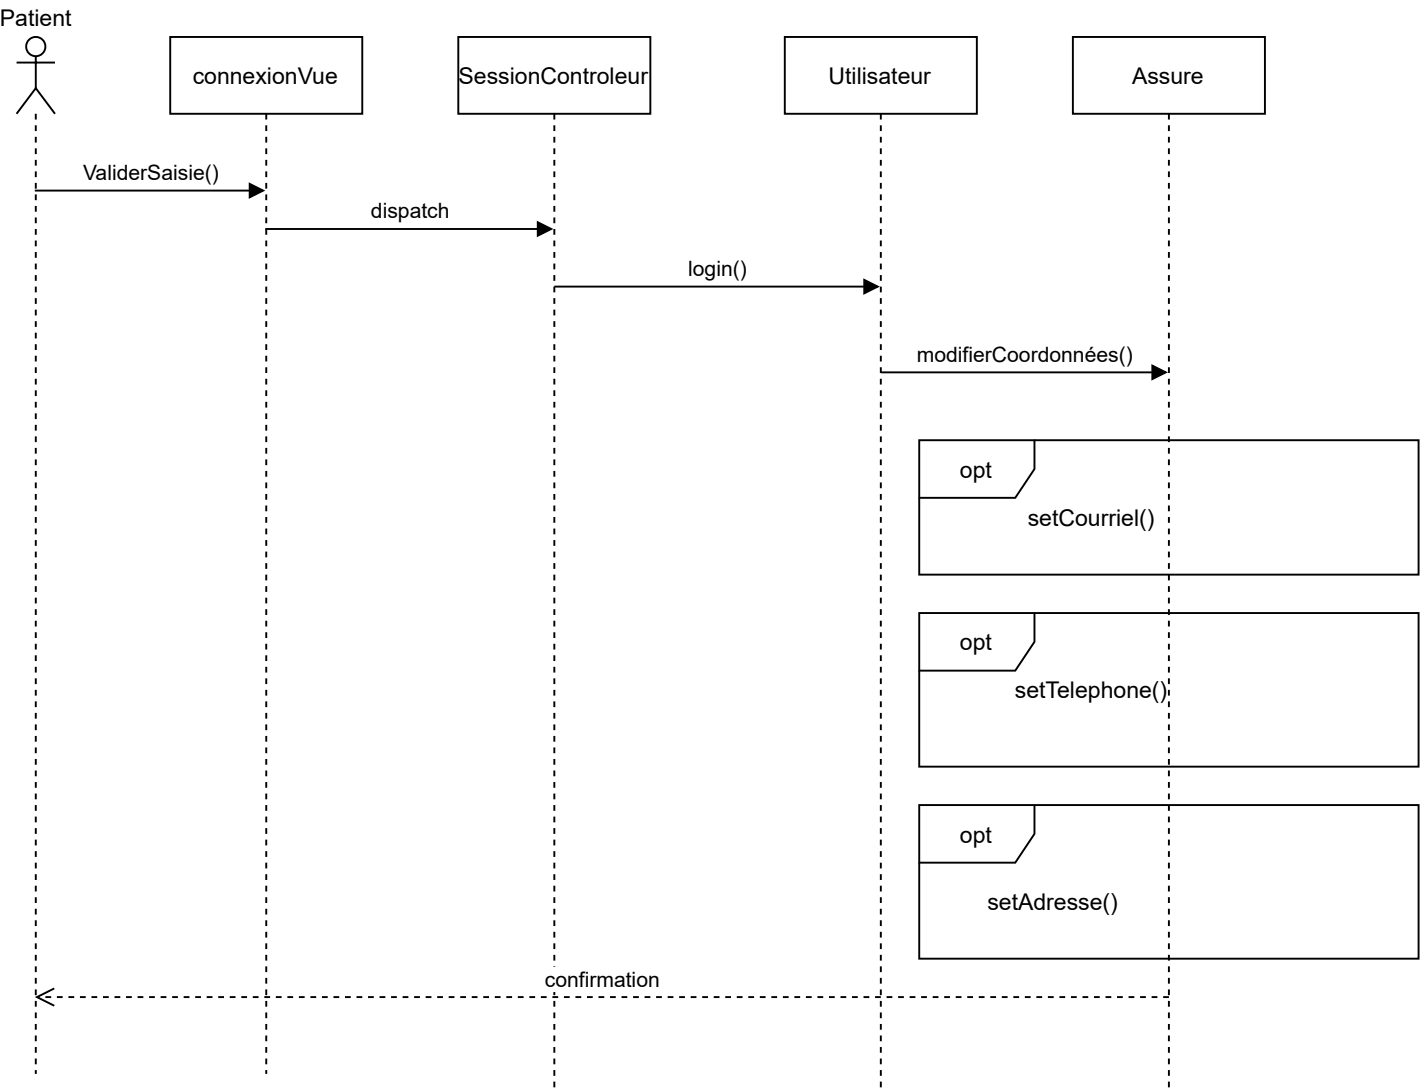 Patient
connexionVue
SessionControleur
Utilisateur
Assure
ValiderSaisie()
dispatch
login()
modifierCoordonnées()
opt
setCourriel()
opt
setTelephone()
opt
setAdresse()
confirmation